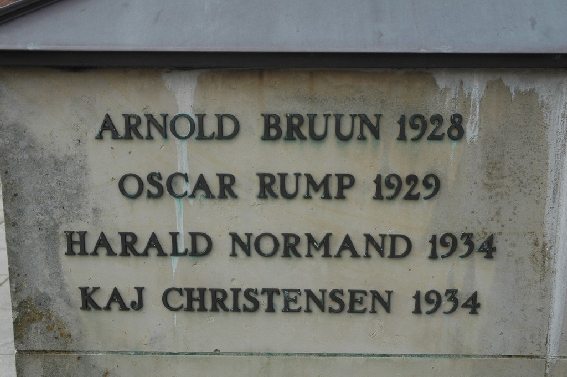 ARNOLD BRUUN 1928
OSCAR RUMP 1929
HARALD NORMAND 1934
KAJ CHRISTENSEN 1934